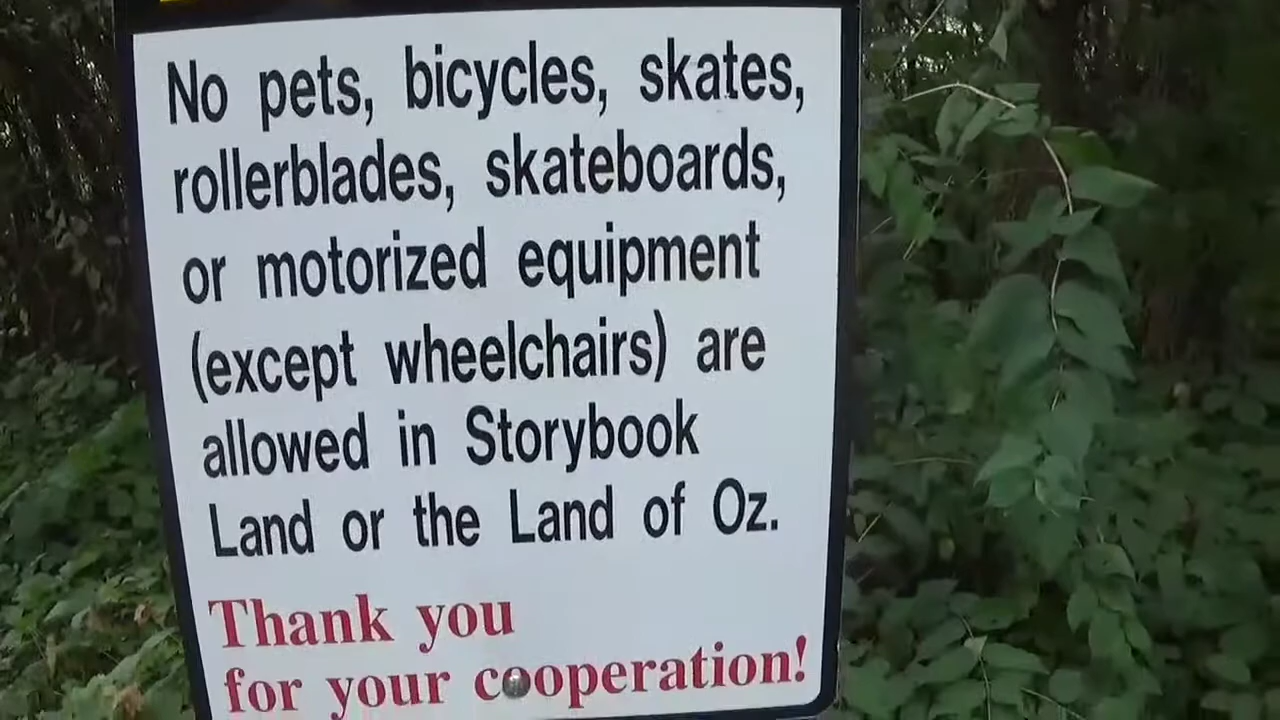 No pets, bicycles, skates,
rollerblades, skateboards,
or motorized equipment
(except wheelchairs) are
allowed in Storybook
Land or the Land of Oz.
Thank you
for your cooperation!